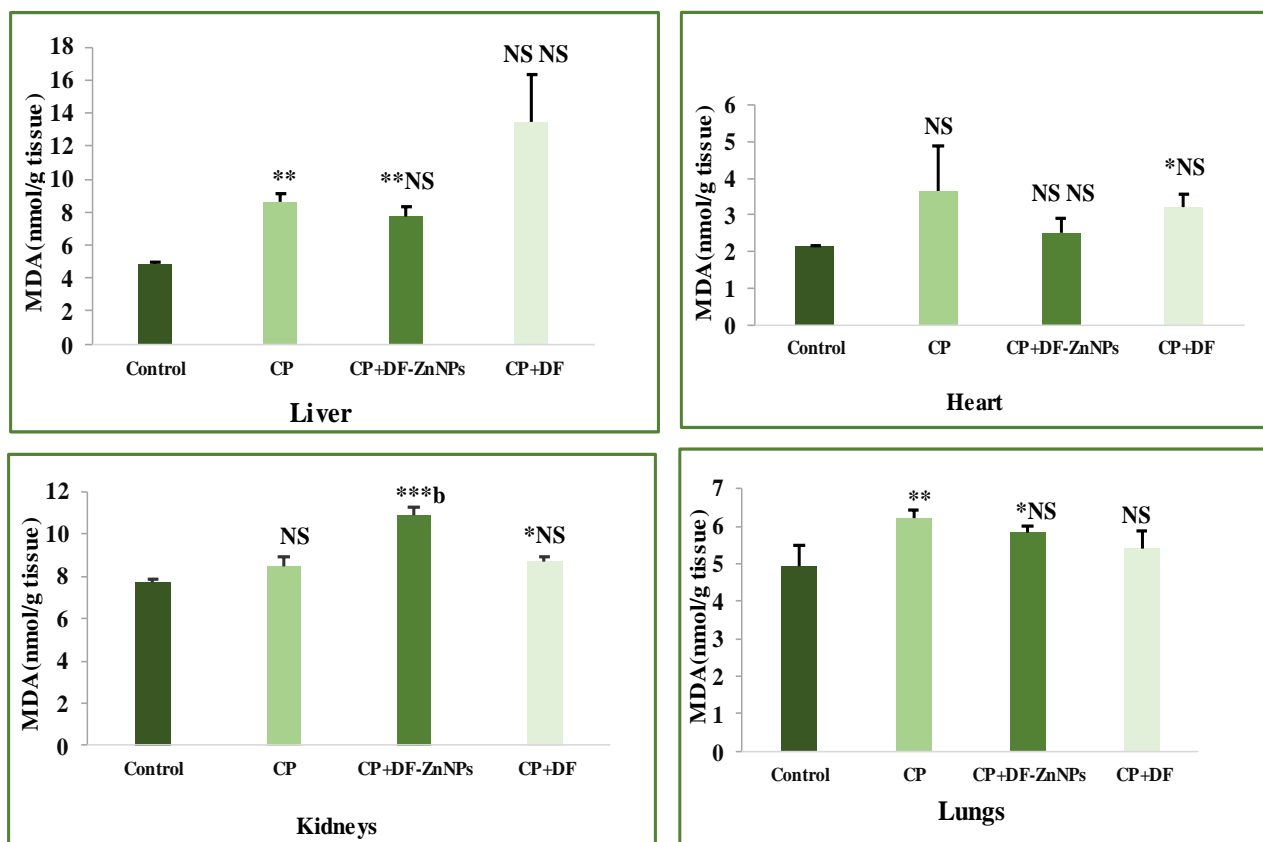 MDA(nmol/g tissue)
18
16
14
12
10
8
6
4
2
0
**
**NS
NS NS
Control
CP
CP+DF-ZnNPs
CP+DF
Liver
MDA(nmol/g tissue)
6
5
4
3
2
1
0
NS
NS NS
*NS
Control
CP
CP+DF-ZnNPs
CP+DF
Heart
MDA(nmol/g tissue)
12
10
8
6
4
2
0
NS
***b
*NS
Control
CP
CP+DF-ZnNPs
CP+DF
Kidneys
MDA(nmol/g tissue)
7
6
5
4
3
2
1
0
**
*NS
NS
Control
CP
CP+DF-ZnNPs
CP+DF
Lungs